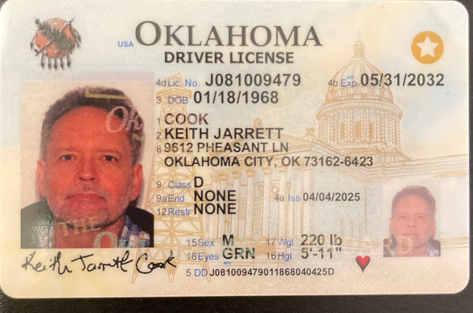 USA OKLAHOMA
DRIVER LICENSE
4d Lic. No. J081009479 4b Exp. 05/31/2032
3 DOB 01/18/1968
1 COOK
2 KEITH JARRETT
8 9612 PHEASANT LN
OKLAHOMA CITY, OK 73162-6423
9 Class D
9a End NONE 4a Iss 04/04/2025
12 Restr NONE
15 Sex M 17 Wgt 220 lb
18 Eyes GRN 16 Hgt 5'-11"
5 DD J081009479011868040425D
Keith Jarrett Cook